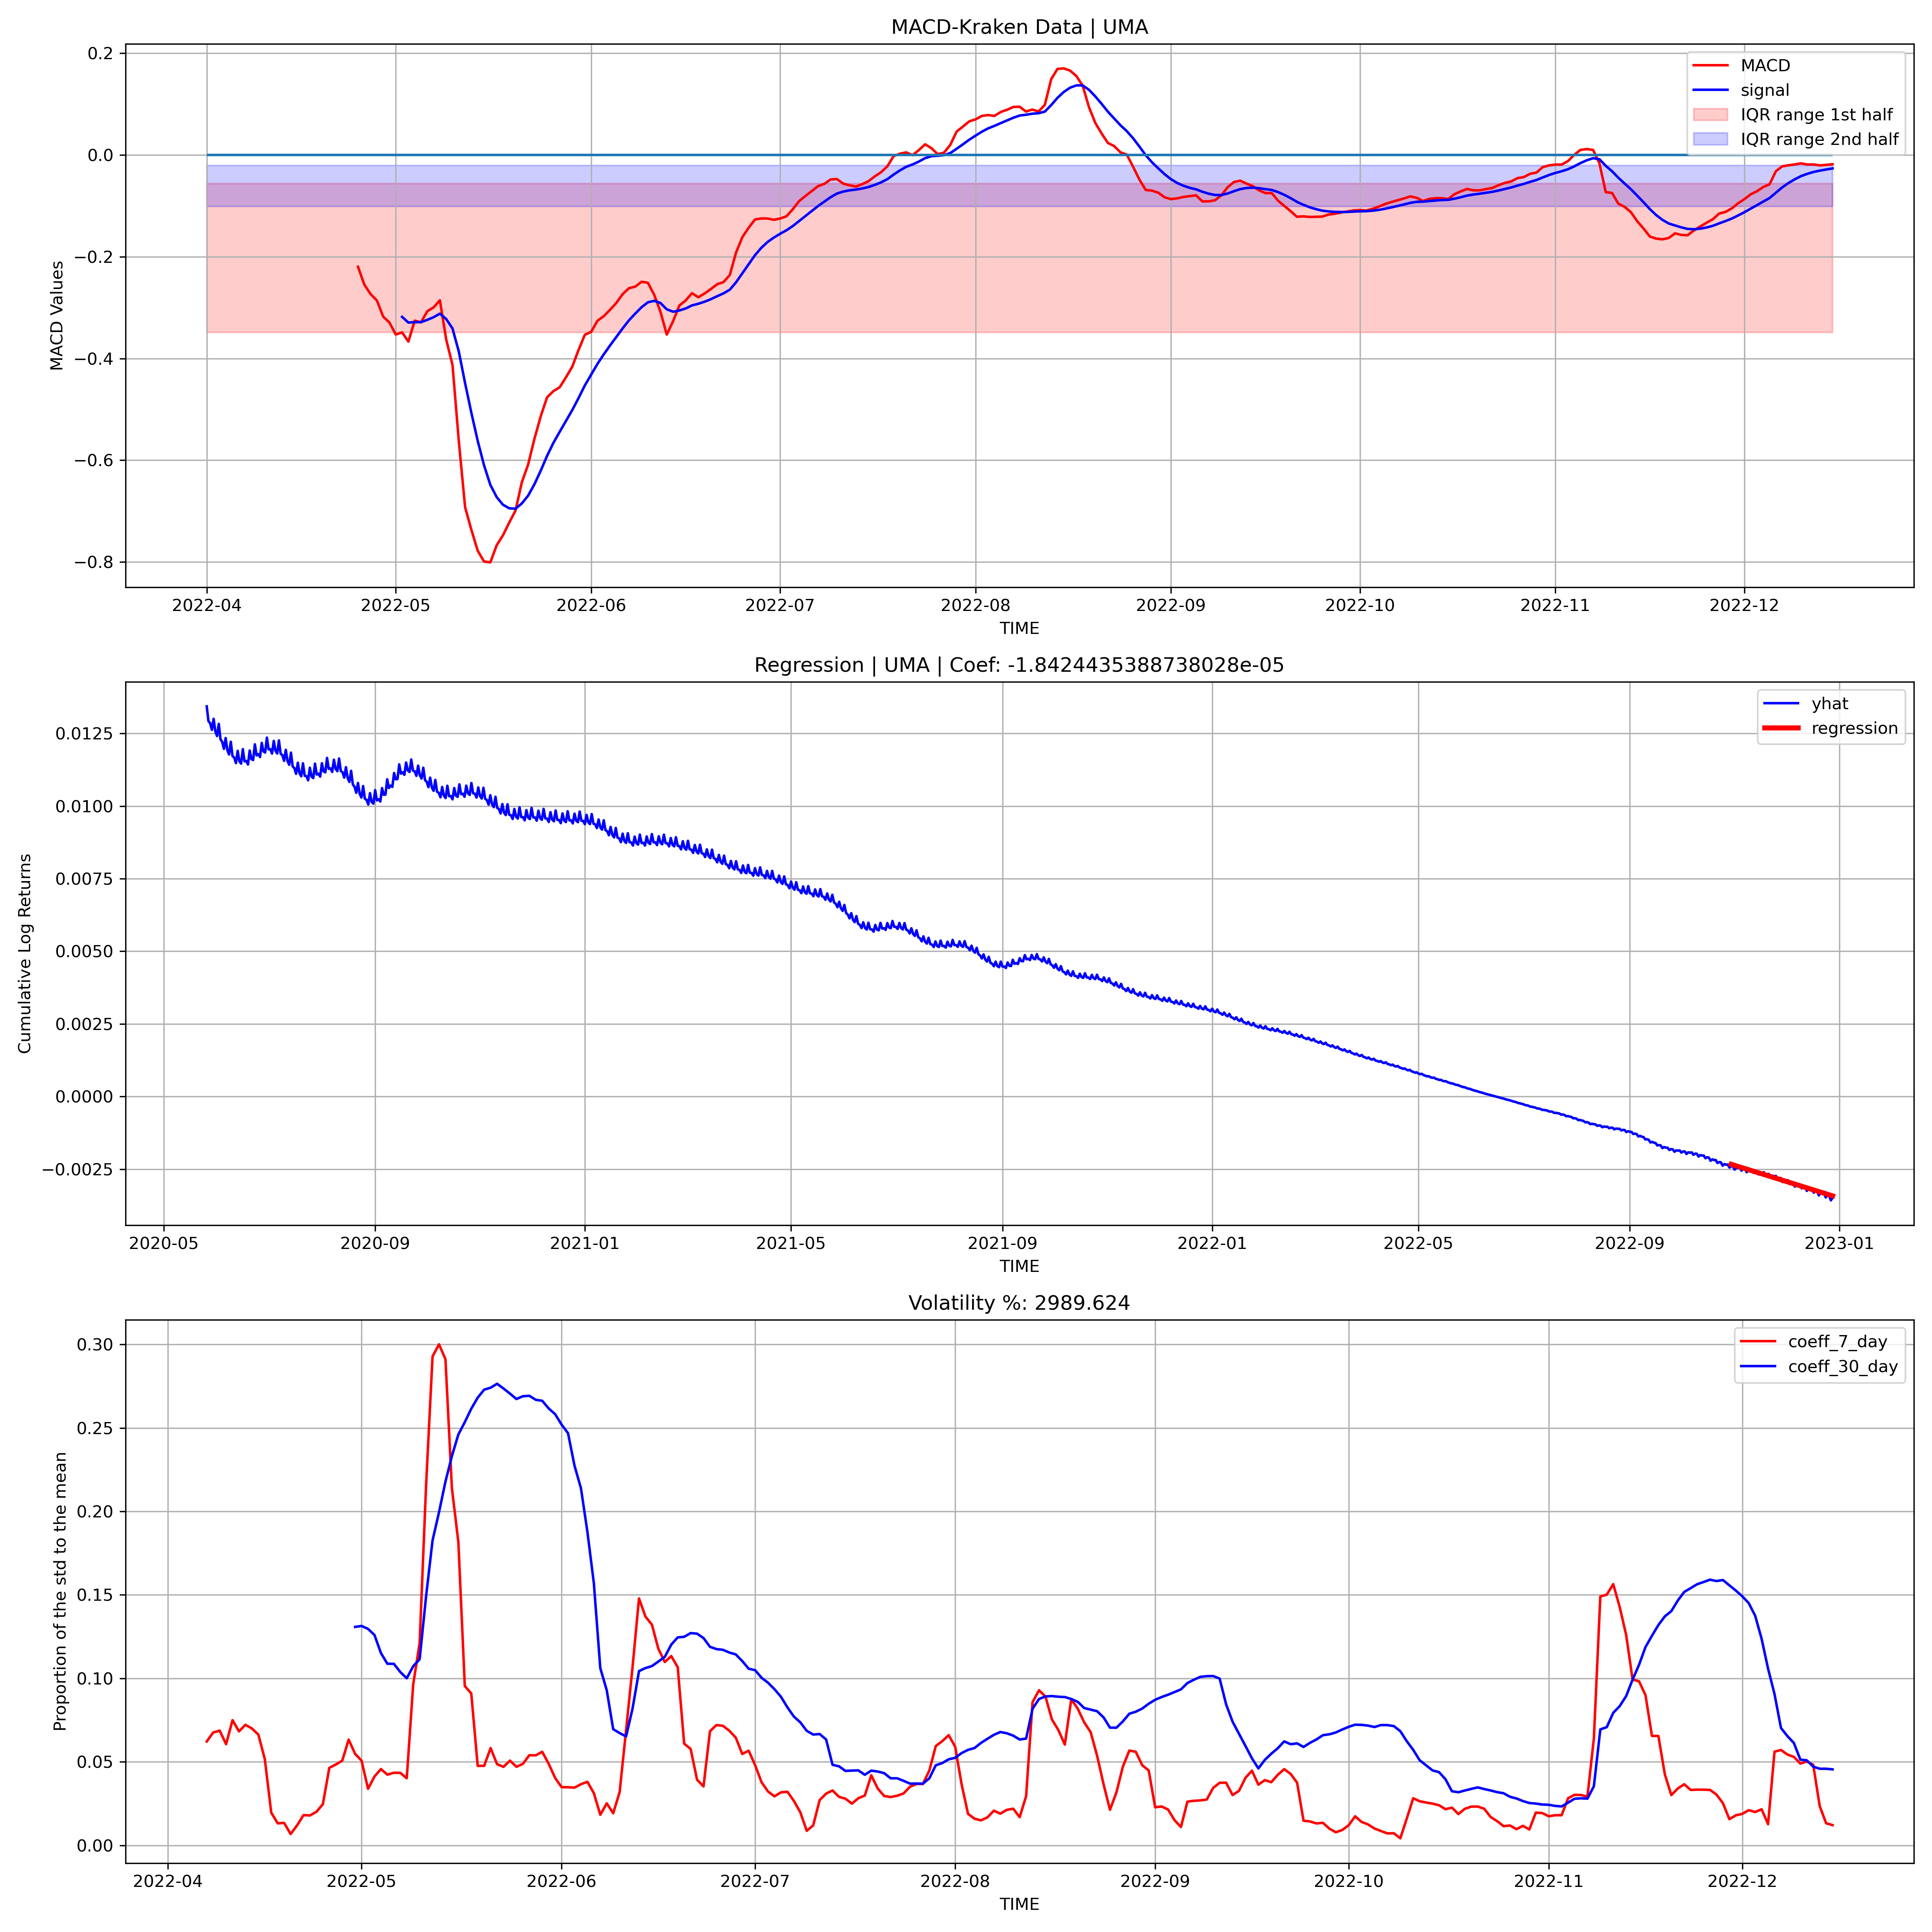 MACD-Kraken Data | UMA
MACD
signal
IQR range 1st half
IQR range 2nd half
0.2
0.0
−0.2
−0.4
−0.6
−0.8
MACD Values
2022-04 2022-05 2022-06 2022-07 2022-08 2022-09 2022-10 2022-11 2022-12
TIME
Regression | UMA | Coef: -1.8424435388738028e-05
yhat
regression
0.0125
0.0100
0.0075
0.0050
0.0025
0.0000
−0.0025
Cumulative Log Returns
2020-05 2020-09 2021-01 2021-05 2021-09 2022-01 2022-05 2022-09 2023-01
TIME
Volatility %: 2989.624
coeff_7_day
coeff_30_day
0.30
0.25
0.20
0.15
0.10
0.05
0.00
Proportion of the std to the mean
2022-04 2022-05 2022-06 2022-07 2022-08 2022-09 2022-10 2022-11 2022-12
TIME